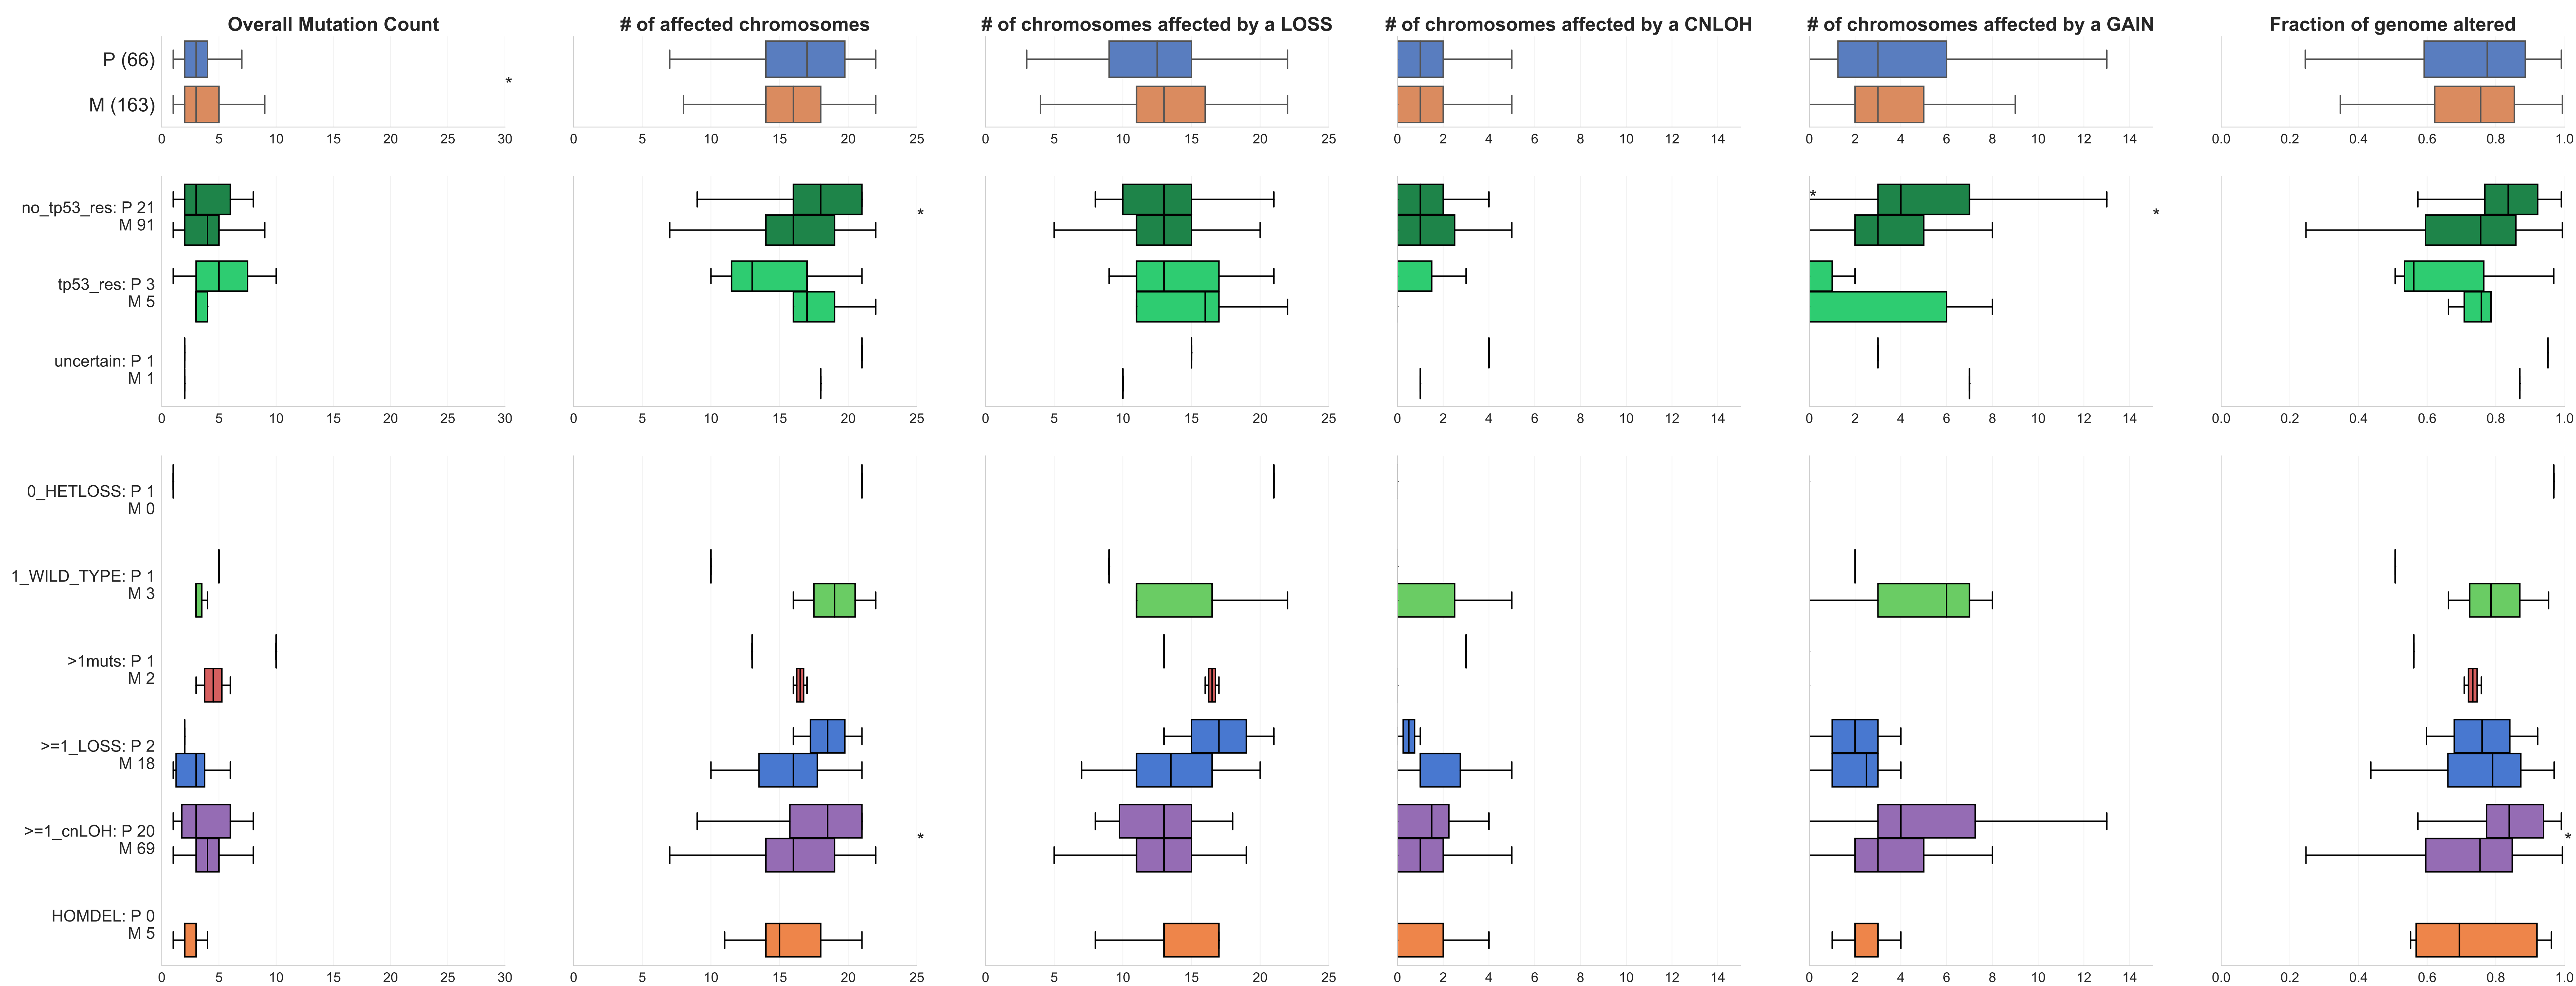 Overall Mutation Count
# of affected chromosomes
# of chromosomes affected by a LOSS
# of chromosomes affected by a CNLOH
# of chromosomes affected by a GAIN
Fraction of genome altered
P (66)
*
M (163)
0 5 10 15 20 25 30
0 5 10 15 20 25
0 5 10 15 20 25
0 2 4 6 8 10 12 14
0 2 4 6 8 10 12 14
0.0 0.2 0.4 0.6 0.8 1.0
*
no_tp53_res: P 21
* *
M 91
tp53_res: P 3
M 5
uncertain: P 1
M 1
0 5 10 15 20 25 30
0 5 10 15 20 25
0 5 10 15 20 25
0 2 4 6 8 10 12 14
0 2 4 6 8 10 12 14
0.0 0.2 0.4 0.6 0.8 1.0
0_HETLOSS: P 1
M 0
1_WILD_TYPE: P 1
M 3
>1muts: P 1
M 2
>=1_LOSS: P 2
M 18
>=1_cnLOH: P 20
* *
M 69
HOMDEL: P 0
M 5
0 5 10 15 20 25 30
0 5 10 15 20 25
0 5 10 15 20 25
0 2 4 6 8 10 12 14
0 2 4 6 8 10 12 14
0.0 0.2 0.4 0.6 0.8 1.0